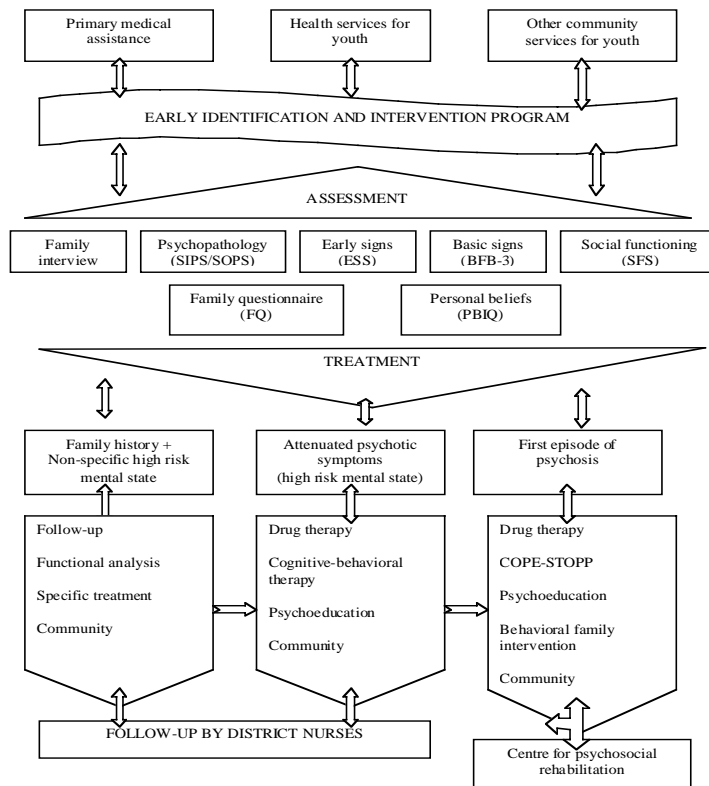 Primary medical
assistance
Health services for
youth
Other community
services for youth
EARLY IDENTIFICATION AND INTERVENTION PROGRAM
ASSESSMENT
Family
interview
Psychopathology
(SIPS/SOPS)
Early signs
(ESS)
Basic signs
(BFB-3)
Social functioning
(SFS)
Family questionnaire
(FQ)
Personal beliefs
(PBIQ)
TREATMENT
Family history +
Non-specific high risk
mental state
Attenuated psychotic
symptoms
(high risk mental state)
First episode of
psychosis
Follow-up
Functional analysis
Specific treatment
Community
Drug therapy
Cognitive-behavioral
therapy
Psychoeducation
Community
Drug therapy
COPE-STOPP
Psychoeducation
Behavioral family
intervention
Community
FOLLOW-UP BY DISTRICT NURSES
Centre for psychosocial
rehabilitation